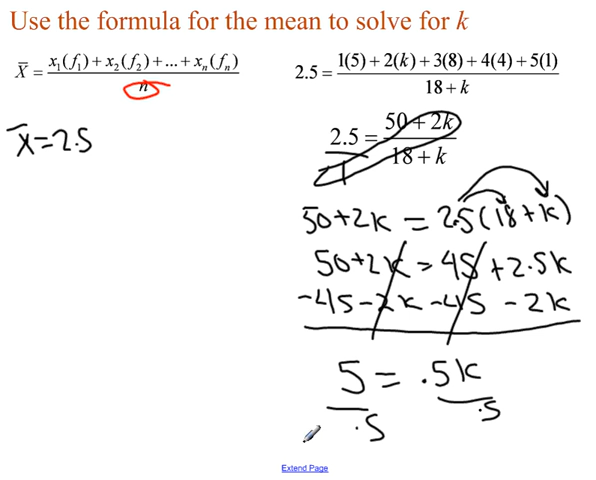 Use the formula for the mean to solve for k
X̄ = (x₁(f₁) + x₂(f₂) + ... + xₙ(fₙ)) / n
x̄ = 2.5
2.5 = (1(5) + 2(k) + 3(8) + 4(4) + 5(1)) / (18 + k)
2.5 / 1 = (50 + 2k) / (18 + k)
50 + 2k = 2.5(18 + k)
50 + 2k = 45 + 2.5k
-45 - 2k -45 - 2k
5 = .5k
.5 .5
Extend Page